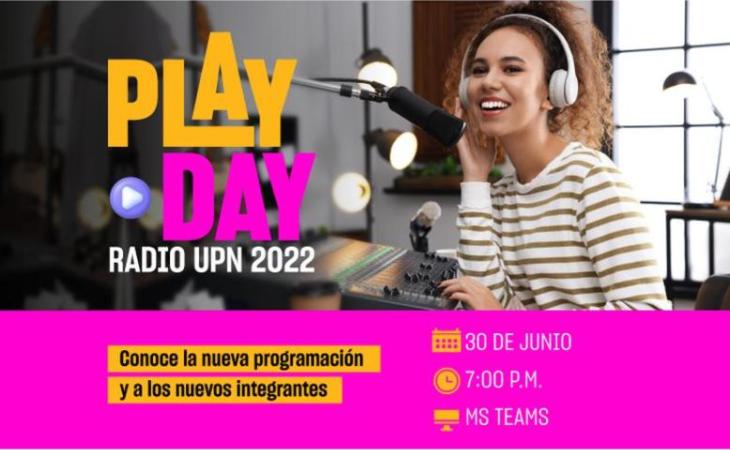 PLAY
DAY
RADIO UPN 2022
Conoce la nueva programación
y a los nuevos integrantes
30 DE JUNIO
7:00 P.M.
MS TEAMS